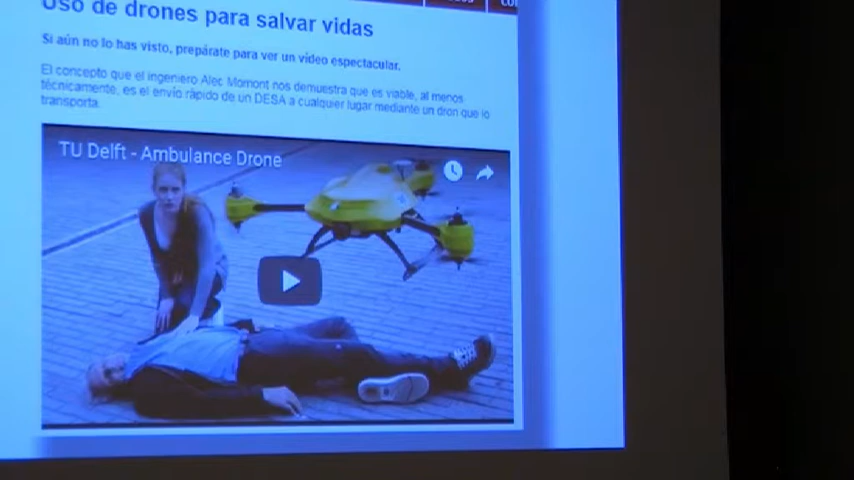 Uso de drones para salvar vidas
Si aún no lo has visto, prepárate para ver un vídeo espectacular.
El concepto que el ingeniero Alec Momont nos demuestra que es viable, al menos
técnicamente, es el envío rápido de un DESA a cualquier lugar mediante un dron que lo
transporta.
TU Delft - Ambulance Drone